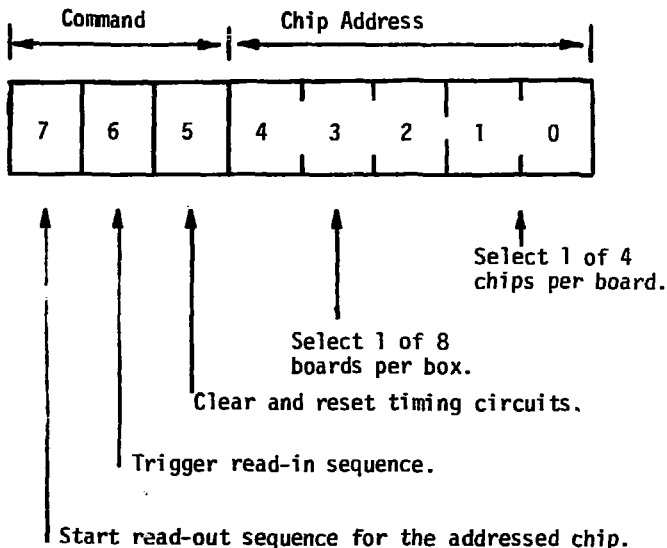 Command Chip Address
7 6 5 4 3 2 1 0
Select 1 of 4
chips per board.
Select 1 of 8
boards per box.
Clear and reset timing circuits.
Trigger read-in sequence.
Start read-out sequence for the addressed chip.